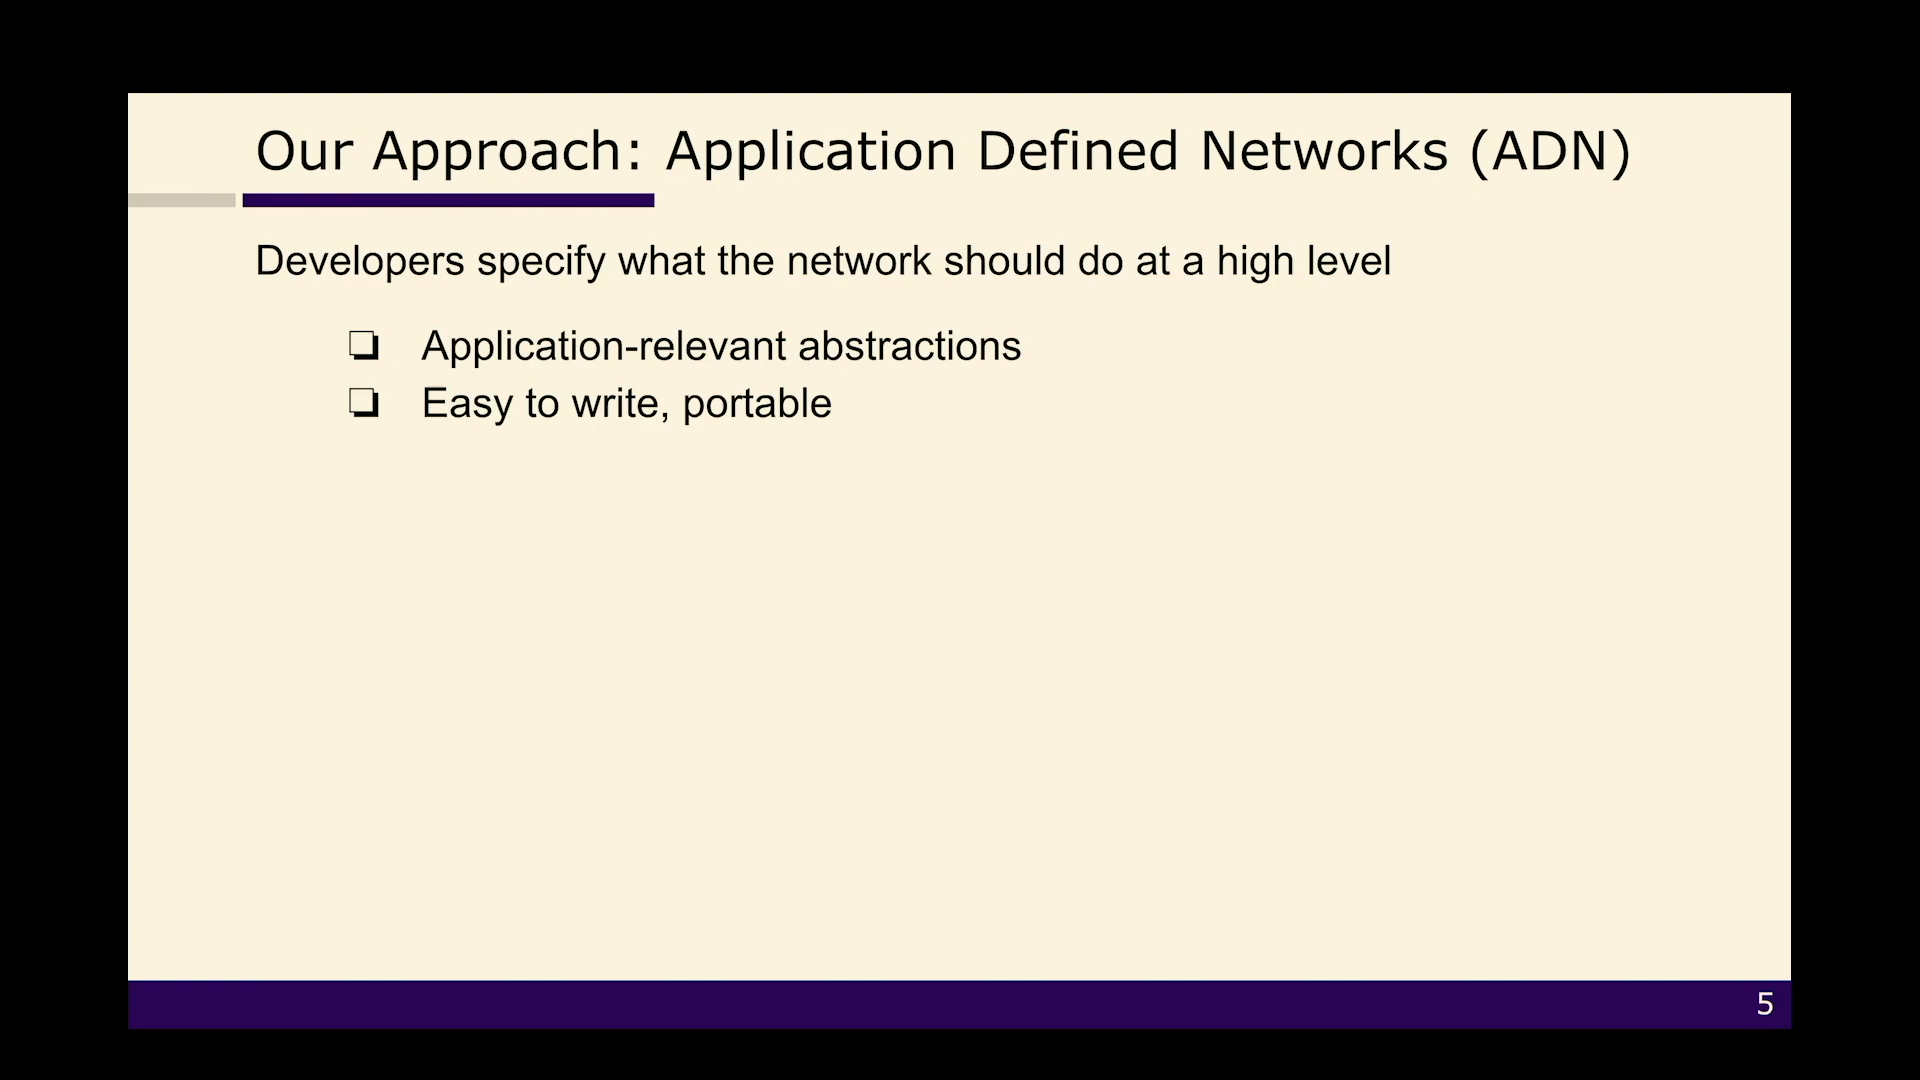 Our Approach: Application Defined Networks (ADN)
Developers specify what the network should do at a high level
❏ Application-relevant abstractions
❏ Easy to write, portable
5